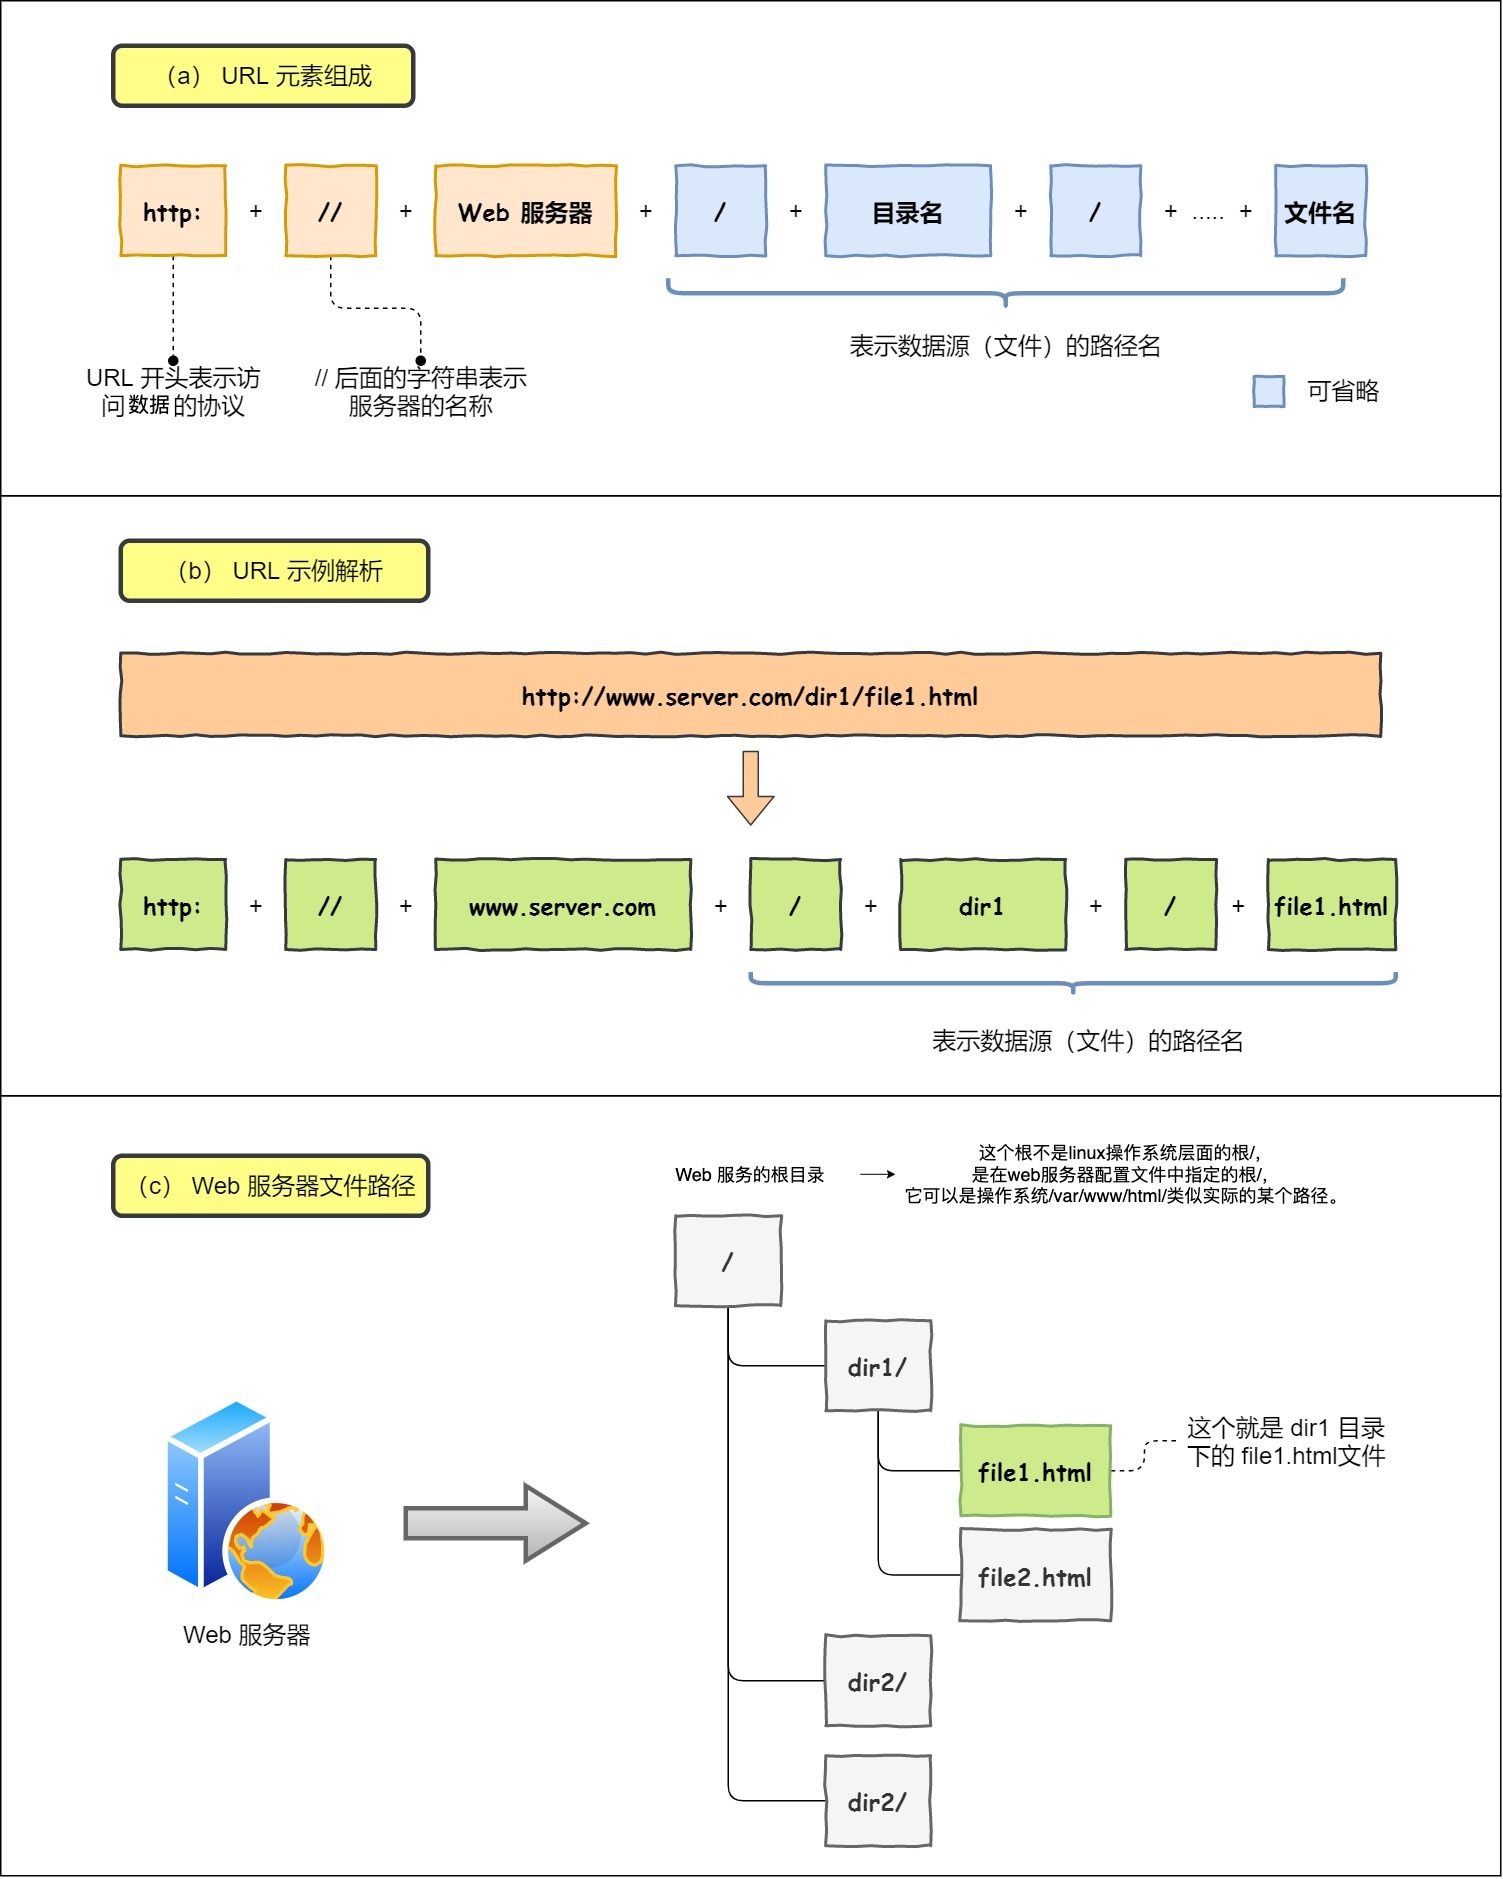 （a） URL 元素组成
http: + // + Web 服务器 + / + 目录名 + / + ..... + 文件名
表示数据源（文件）的路径名
URL 开头表示访
问数据的协议
// 后面的字符串表示
服务器的名称
可省略
（b） URL 示例解析
http://www.server.com/dir1/file1.html
http: + // + www.server.com + / + dir1 + / + file1.html
表示数据源（文件）的路径名
（c） Web 服务器文件路径
Web 服务的根目录
这个根不是linux操作系统层面的根/，
是在web服务器配置文件中指定的根/，
它可以是操作系统/var/www/html/类似实际的某个路径。
/
dir1/
file1.html
这个就是 dir1 目录
下的 file1.html文件
file2.html
Web 服务器
dir2/
dir2/